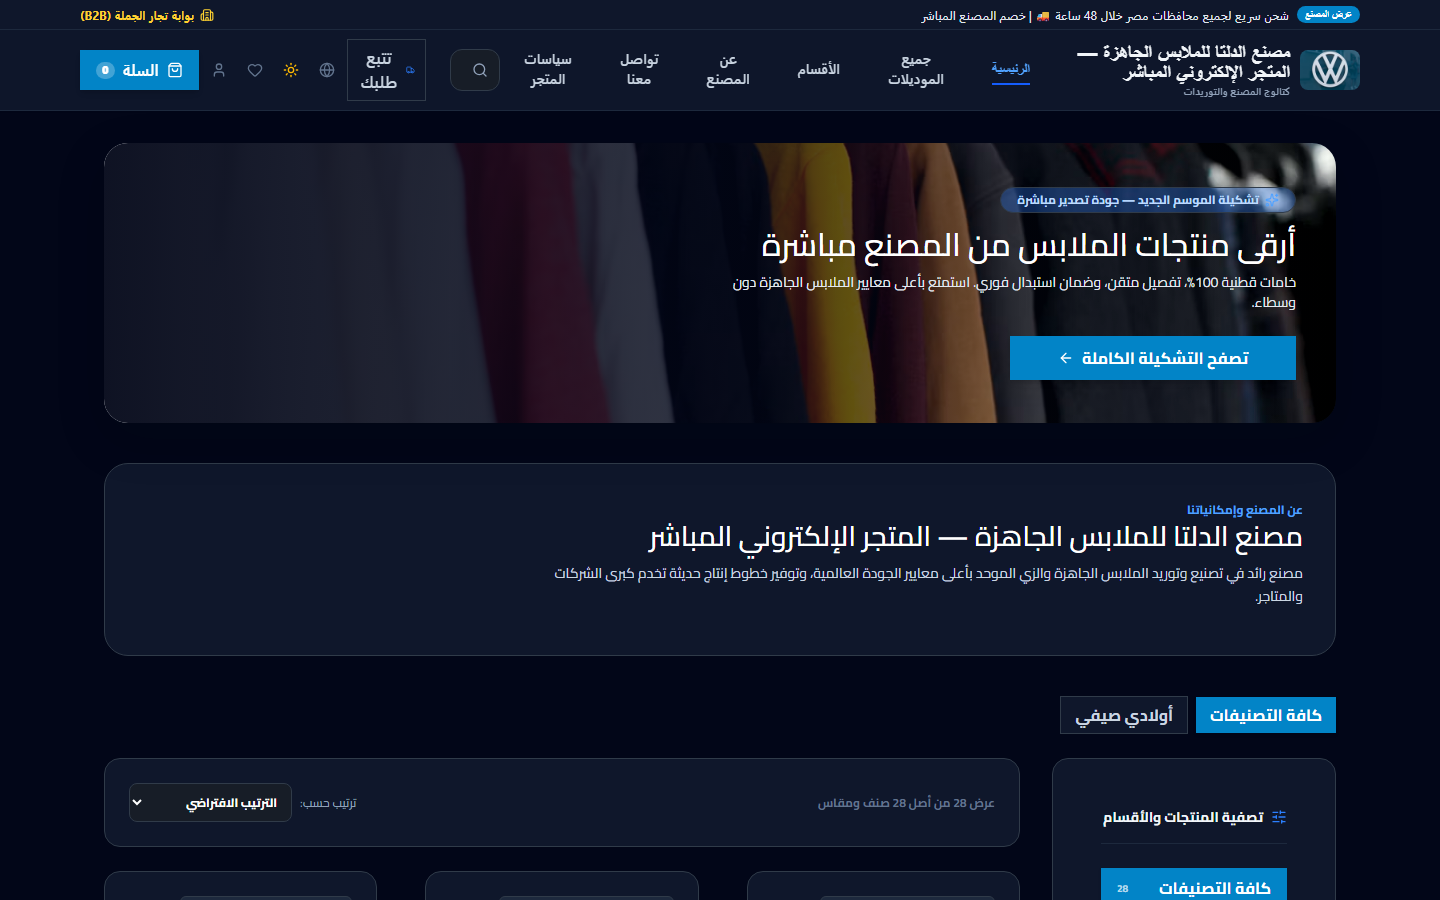 عرض المصنع
شحن سريع لجميع محافظات مصر خلال 48 ساعة 🚚 | خصم المصنع المباشر
بوابة تجار الجملة (B2B)
مصنع الدلتا للملابس الجاهزة —
المتجر الإلكتروني المباشر
كتالوج المصنع والتوريدات
الرئيسية
جميع
الموديلات
الأقسام
عن
المصنع
تواصل
معنا
سياسات
المتجر
تتبع
طلبك
السلة 0
تشكيلة الموسم الجديد — جودة تصدير مباشرة
أرقى منتجات الملابس من المصنع مباشرة
خامات قطنية 100%، تفصيل متقن، وضمان استبدال فوري. استمتع بأعلى معايير الملابس الجاهزة دون
وسطاء.
تصفح التشكيلة الكاملة ←
عن المصنع وإمكانياتنا
مصنع الدلتا للملابس الجاهزة — المتجر الإلكتروني المباشر
مصنع رائد في تصنيع وتوريد الملابس الجاهزة والزي الموحد بأعلى معايير الجودة العالمية، وتوفير خطوط إنتاج حديثة تخدم كبرى الشركات
والمتاجر.
كافة التصنيفات
أولادي صيفي
تصفية المنتجات والأقسام
كافة التصنيفات 28
عرض 28 من أصل 28 صنف ومقاس
ترتيب حسب:
الترتيب الافتراضي